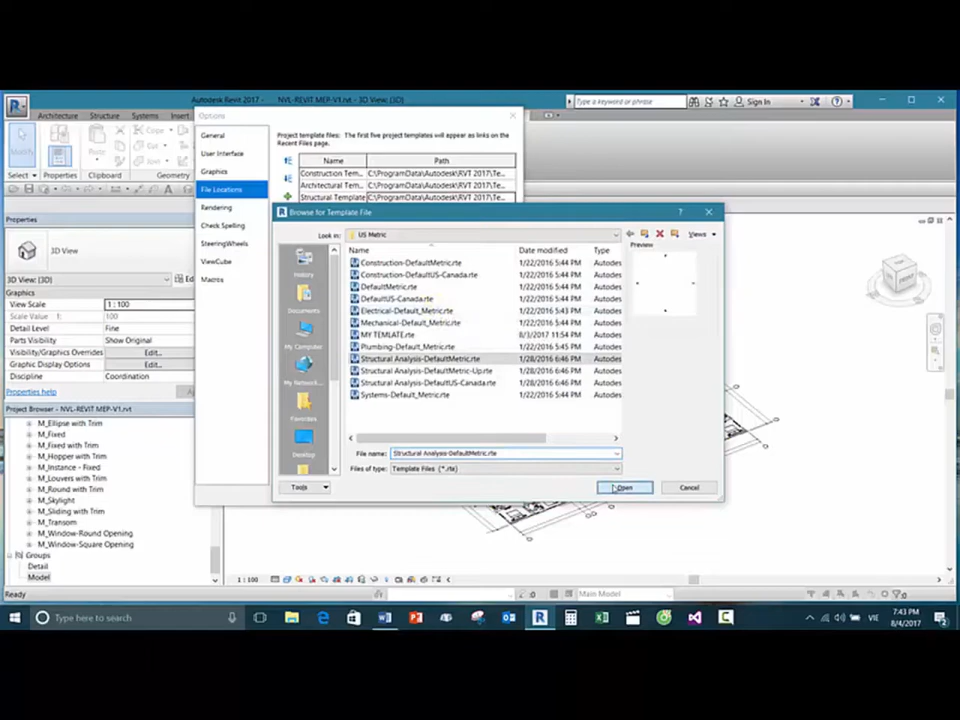 Autodesk Revit 2017 - NVL-REVIT MEP-V1.rvt - 3D View: {3D}
Type a keyword or phrase
Sign In
Architecture Structure Systems Insert
Modify
Cope
Cut
Join
Paste
Select Properties Clipboard Geometry
Properties
3D View
3D View: {3D}
Graphics
View Scale 1 : 100
Scale Value 1: 100
Detail Level Fine
Parts Visibility Show Original
Visibility/Graphics Overrides Edit...
Graphic Display Options Edit...
Discipline Coordination
Properties help
Project Browser - NVL-REVIT MEP-V1.rvt
M_Ellipse with Trim
M_Fixed
M_Fixed with Trim
M_Hopper with Trim
M_Instance - Fixed
M_Louvers with Trim
M_Round with Trim
M_Skylight
M_Sliding with Trim
M_Transom
M_Window-Round Opening
M_Window-Square Opening
Groups
Detail
Model
Options
General
User Interface
Graphics
File Locations
Rendering
Check Spelling
SteeringWheels
ViewCube
Macros
Project template files: The first five project templates will appear as links on the
Recent Files page.
Name Path
Construction Tem... C:\ProgramData\Autodesk\RVT 2017\Te...
Architectural Tem... C:\ProgramData\Autodesk\RVT 2017\Te...
Structural Template C:\ProgramData\Autodesk\RVT 2017\Te...
Browse for Template File
Look in: US Metric
Views
Name Date modified Type
Preview
Construction-DefaultMetric.rte 1/22/2016 5:44 PM Autodes
Construction-DefaultUS-Canada.rte 1/22/2016 5:44 PM Autodes
DefaultMetric.rte 1/22/2016 5:44 PM Autodes
DefaultUS-Canada.rte 1/22/2016 5:44 PM Autodes
Electrical-Default_Metric.rte 1/22/2016 5:43 PM Autodes
Mechanical-Default_Metric.rte 1/22/2016 5:44 PM Autodes
MY TEMLATE.rte 8/3/2017 11:54 PM Autodes
Plumbing-Default_Metric.rte 1/22/2016 5:45 PM Autodes
Structural Analysis-DefaultMetric.rte 1/28/2016 6:46 PM Autodes
Structural Analysis-DefaultMetric-Up.rte 1/28/2016 6:46 PM Autodes
Structural Analysis-DefaultUS-Canada.rte 1/28/2016 6:46 PM Autodes
Systems-Default_Metric.rte 1/22/2016 5:44 PM Autodes
History
Documents
My Computer
My Network...
Favorites
Desktop
File name: Structural Analysis-DefaultMetric.rte
Files of type: Template Files (*.rte)
Tools
Open
Cancel
TOP
FRONT
1 : 100
Ready
:0
Main Model
:0
Type here to search
VIE
7:43 PM
8/4/2017